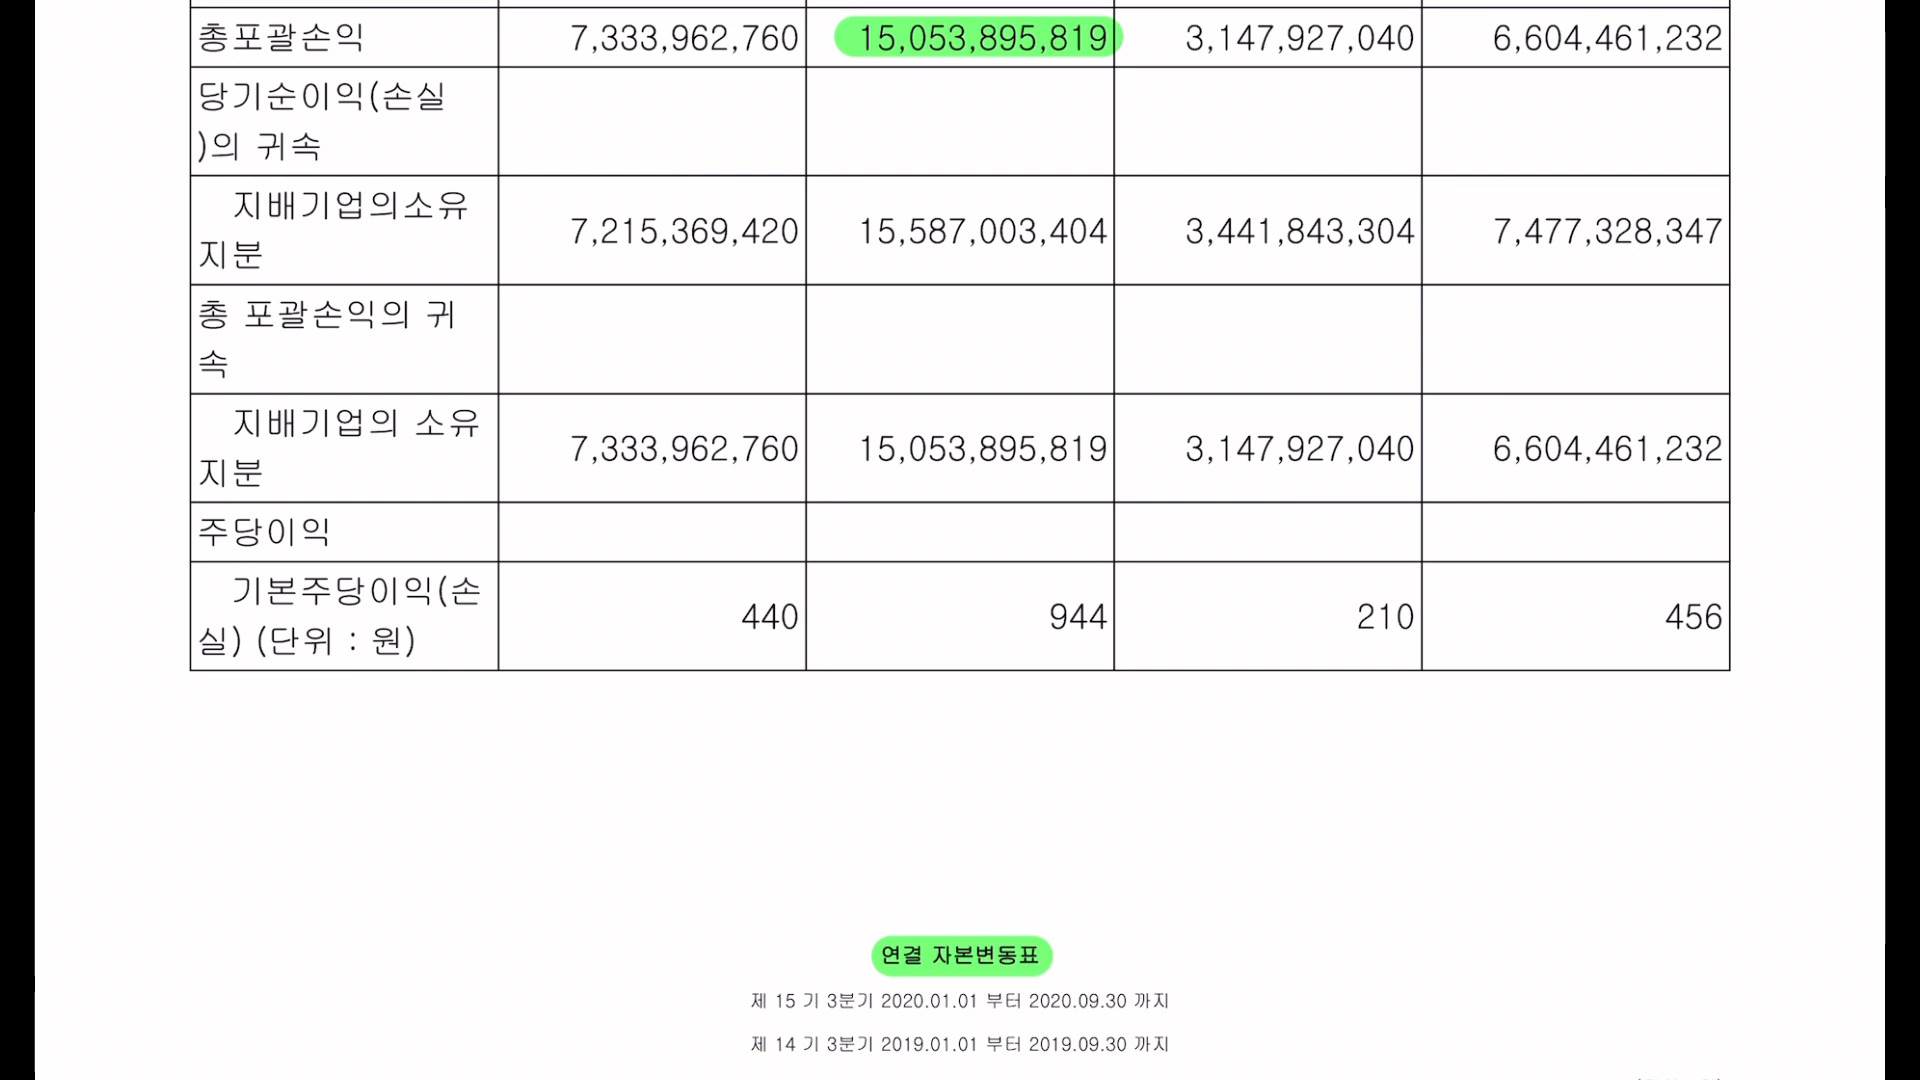 총포괄손익 7,333,962,760 15,053,895,819 3,147,927,040 6,604,461,232
당기순이익(손실
)의 귀속
지배기업의소유
지분 7,215,369,420 15,587,003,404 3,441,843,304 7,477,328,347
총 포괄손익의 귀
속
지배기업의 소유
지분 7,333,962,760 15,053,895,819 3,147,927,040 6,604,461,232
주당이익
기본주당이익(손
실) (단위 : 원) 440 944 210 456
연결 자본변동표
제 15 기 3분기 2020.01.01 부터 2020.09.30 까지
제 14 기 3분기 2019.01.01 부터 2019.09.30 까지